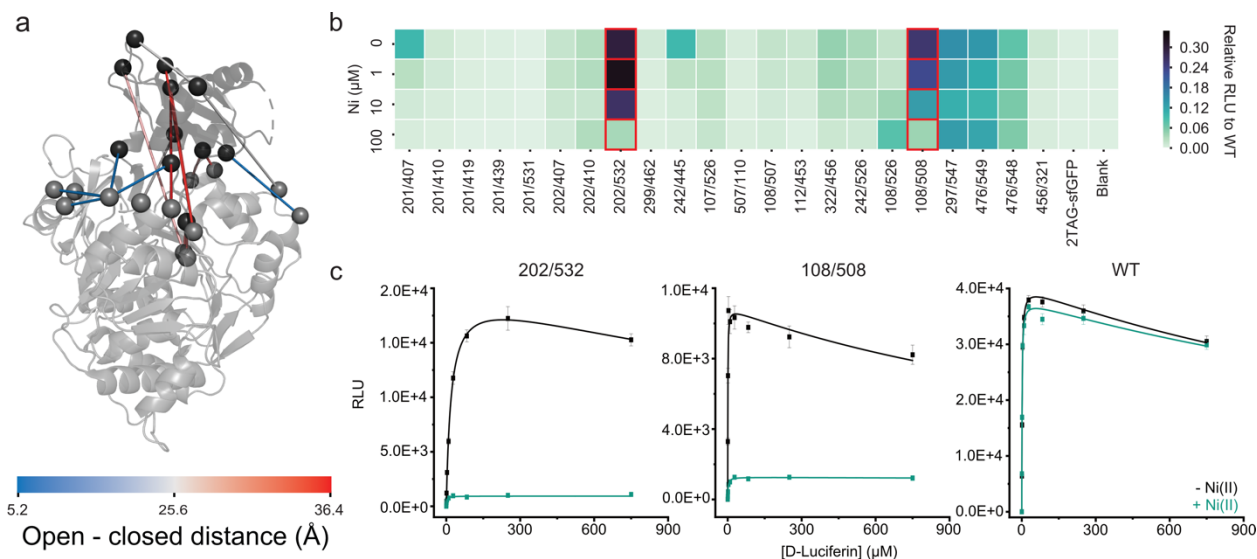 a
5.2
25.6
36.4
Open - closed distance (Å)
b
Ni (µM)
0
1
10
100
201/407
201/410
201/419
201/439
201/531
202/407
202/410
202/532
299/462
242/445
107/526
507/110
108/507
112/453
322/456
242/526
108/526
108/508
297/547
476/549
476/548
456/321
2TAG-sfGFP
Blank
0.30
0.24
0.18
0.12
0.06
0.00
Relative RLU to WT
c
202/532
108/508
WT
RLU
2.0E+4
1.5E+4
1.0E+4
5.0E+3
0.0E+0
1.0E+4
8.0E+3
6.0E+3
4.0E+3
2.0E+3
0.0E+0
4.0E+4
3.0E+4
2.0E+4
1.0E+4
0.0E+0
- Ni(II)
+ Ni(II)
0 300 600 900
0 300 600 900
0 300 600 900
[D-Luciferin] (µM)